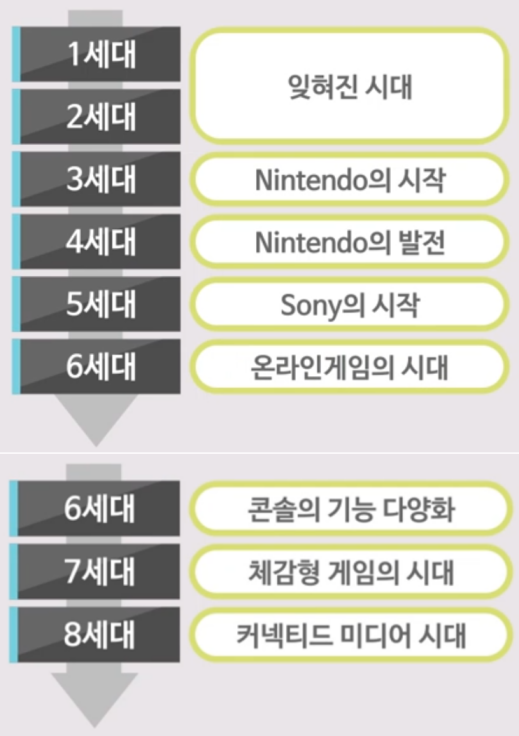 1세대
잊혀진 시대
2세대
3세대 Nintendo의 시작
4세대 Nintendo의 발전
5세대 Sony의 시작
6세대 온라인게임의 시대
6세대 콘솔의 기능 다양화
7세대 체감형 게임의 시대
8세대 커넥티드 미디어 시대